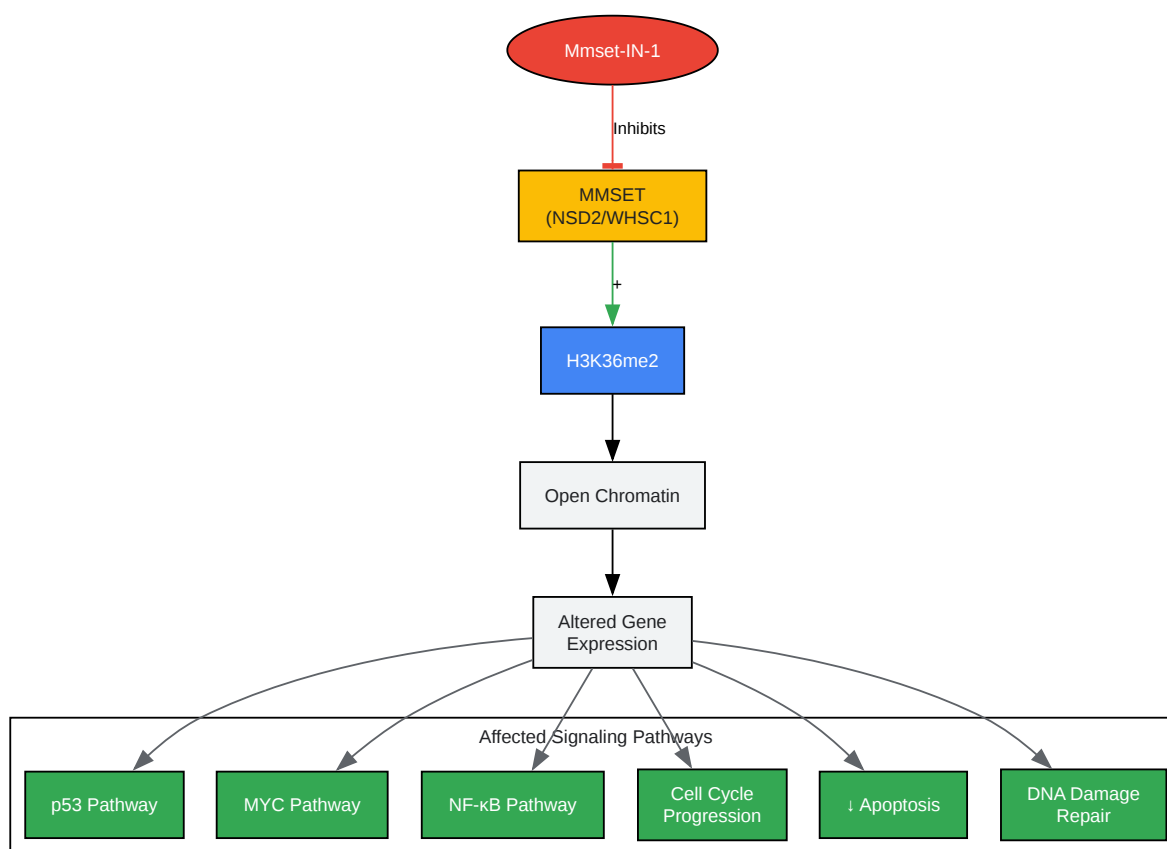 Mmset-IN-1
Inhibits
MMSET
(NSD2/WHSC1)
+
H3K36me2
Open Chromatin
Altered Gene
Expression
Affected Signaling Pathways
p53 Pathway
MYC Pathway
NF-κB Pathway
Cell Cycle
Progression
↓ Apoptosis
DNA Damage
Repair